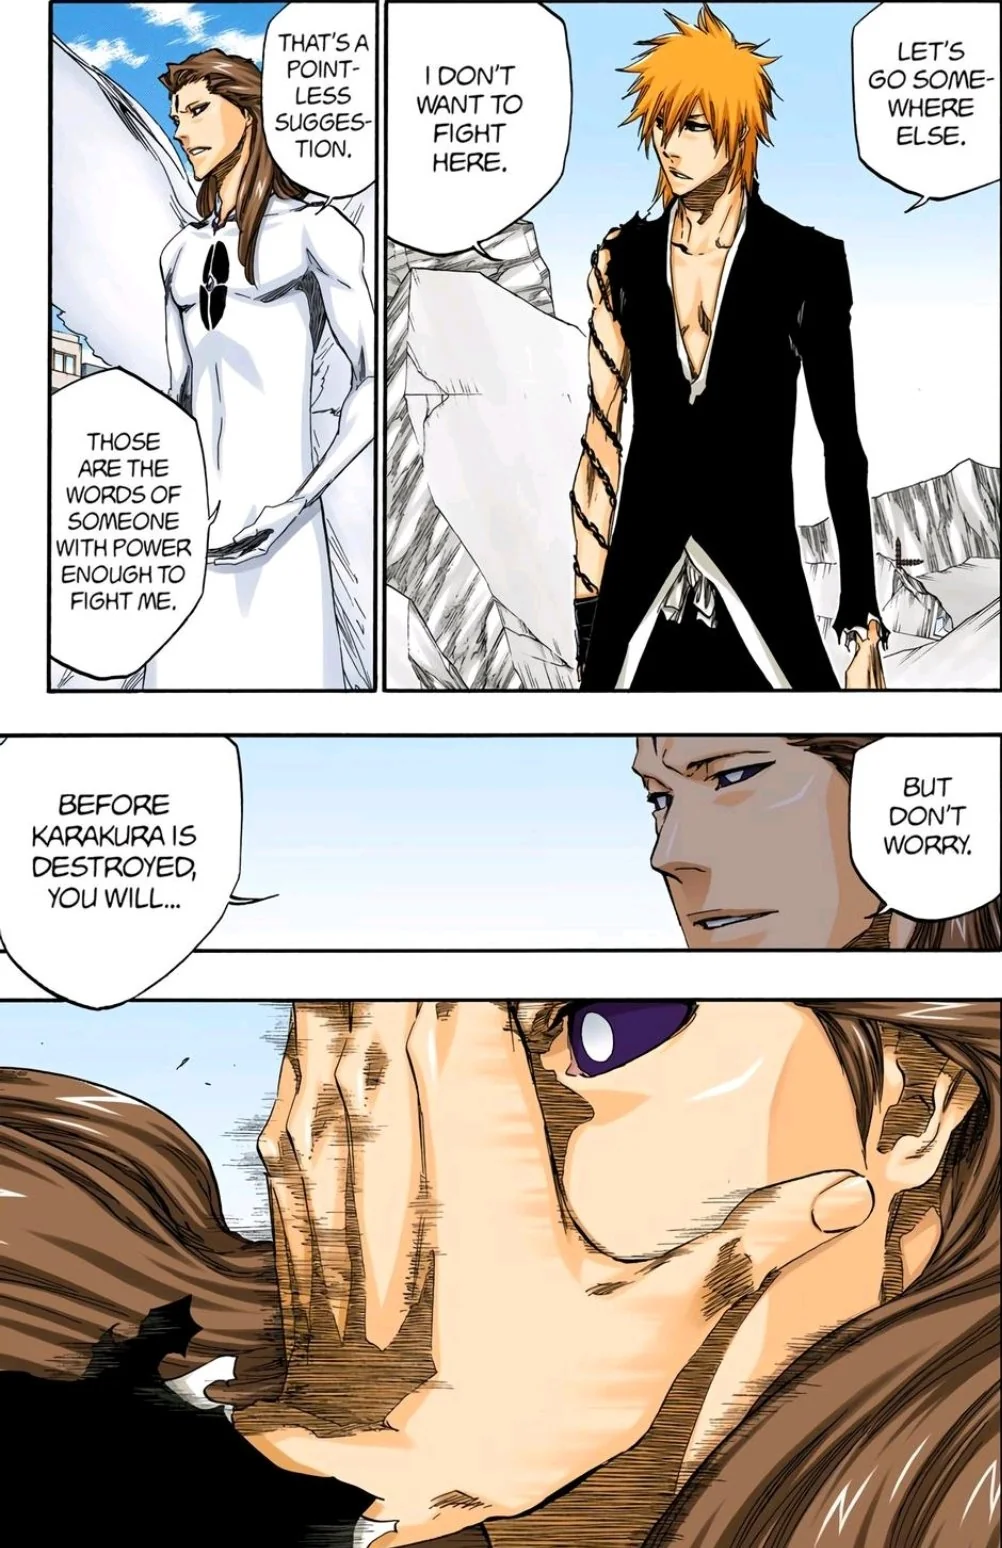 LET'S
GO SOME-
WHERE
ELSE.
I DON'T
WANT TO
FIGHT
HERE.
THAT'S A
POINT-
LESS
SUGGES-
TION.
THOSE
ARE THE
WORDS OF
SOMEONE
WITH POWER
ENOUGH TO
FIGHT ME.
BUT
DON'T
WORRY.
BEFORE
KARAKURA IS
DESTROYED,
YOU WILL...